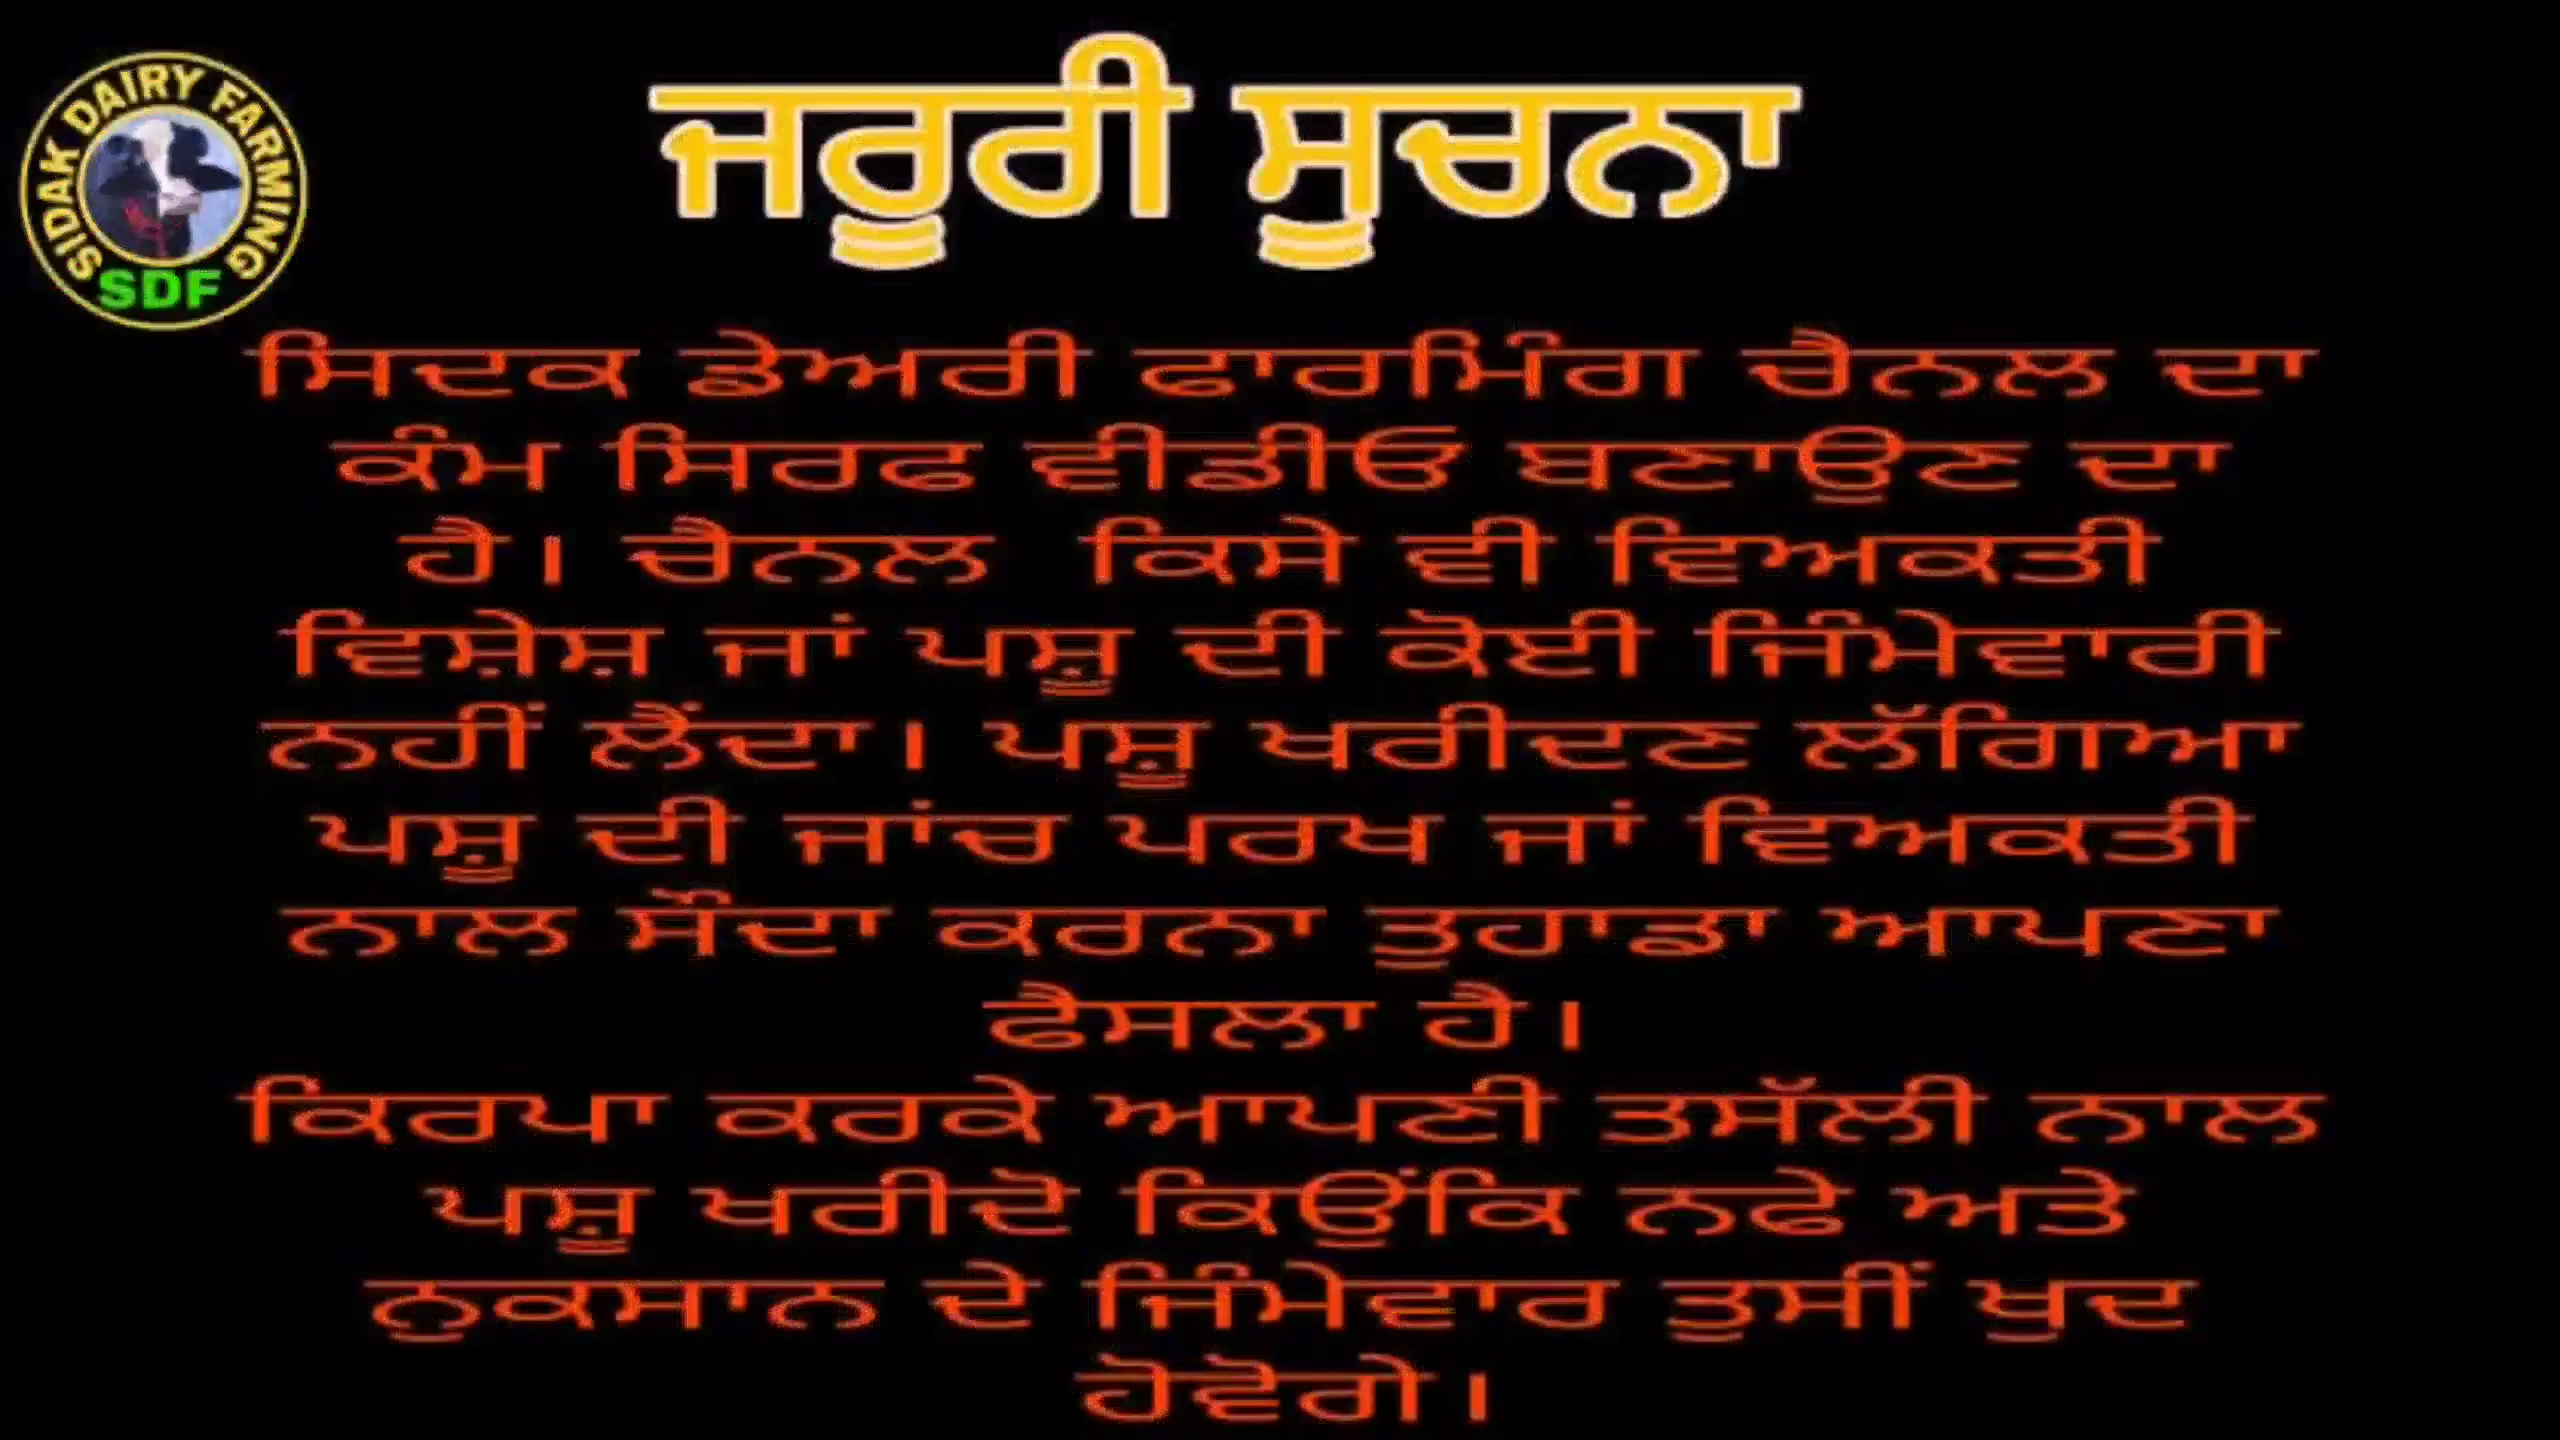 SIDAK DAIRY FARMING
SDF
ਜਰੂਰੀ ਸੂਚਨਾ
ਸਿਦਕ ਡੇਅਰੀ ਫਾਰਮਿੰਗ ਚੈਨਲ ਦਾ
ਕੰਮ ਸਿਰਫ ਵੀਡੀਓ ਬਣਾਉਣ ਦਾ
ਹੈ। ਚੈਨਲ ਕਿਸੇ ਵੀ ਵਿਅਕਤੀ
ਵਿਸ਼ੇਸ਼ ਜਾਂ ਪਸ਼ੂ ਦੀ ਕੋਈ ਜਿੰਮੇਵਾਰੀ
ਨਹੀਂ ਲੈਂਦਾ। ਪਸ਼ੂ ਖਰੀਦਣ ਲੱਗਿਆ
ਪਸ਼ੂ ਦੀ ਜਾਂਚ ਪਰਖ ਜਾਂ ਵਿਅਕਤੀ
ਨਾਲ ਸੌਦਾ ਕਰਨਾ ਤੁਹਾਡਾ ਆਪਣਾ
ਫੈਸਲਾ ਹੈ।
ਕਿਰਪਾ ਕਰਕੇ ਆਪਣੀ ਤਸੱਲੀ ਨਾਲ
ਪਸ਼ੂ ਖਰੀਦੋ ਕਿਉਂਕਿ ਨਫੇ ਅਤੇ
ਨੁਕਸਾਨ ਦੇ ਜਿੰਮੇਵਾਰ ਤੁਸੀਂ ਖੁਦ
ਹੋਵੋਗੇ।